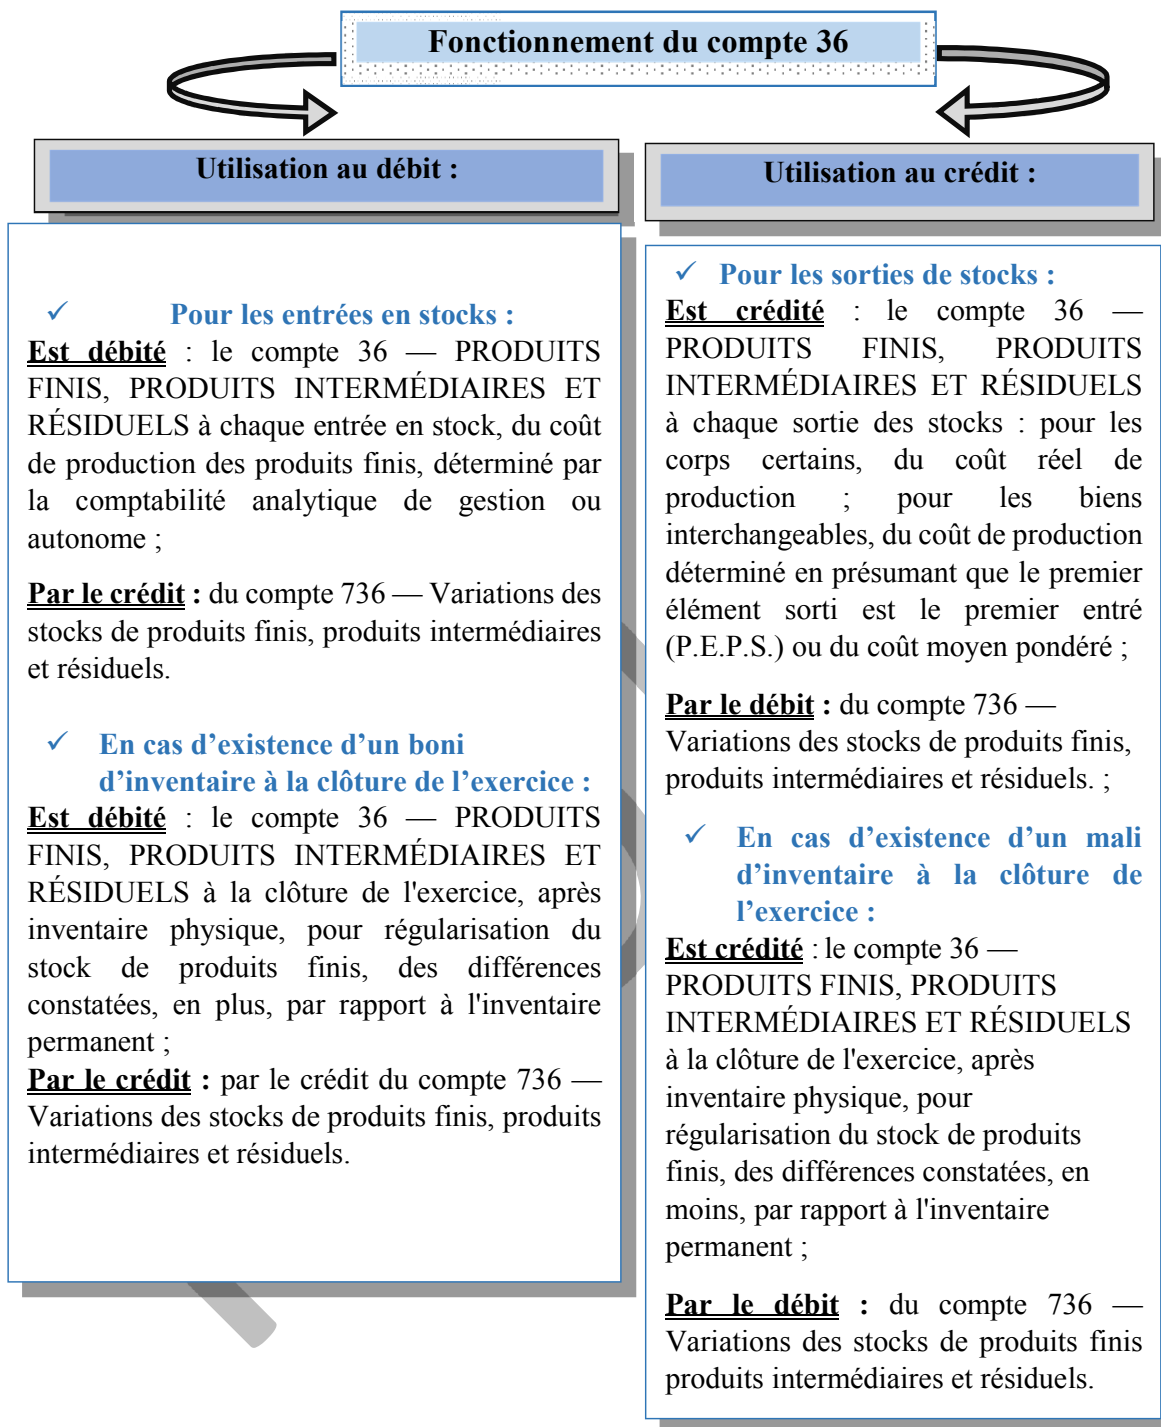 Fonctionnement du compte 36
Utilisation au débit :
✓ Pour les entrées en stocks :
Est débité : le compte 36 — PRODUITS
FINIS, PRODUITS INTERMÉDIAIRES ET
RÉSIDUELS à chaque entrée en stock, du coût
de production des produits finis, déterminé par
la comptabilité analytique de gestion ou
autonome ;
Par le crédit : du compte 736 — Variations des
stocks de produits finis, produits intermédiaires
et résiduels.
✓ En cas d’existence d’un boni
d’inventaire à la clôture de l’exercice :
Est débité : le compte 36 — PRODUITS
FINIS, PRODUITS INTERMÉDIAIRES ET
RÉSIDUELS à la clôture de l'exercice, après
inventaire physique, pour régularisation du
stock de produits finis, des différences
constatées, en plus, par rapport à l'inventaire
permanent ;
Par le crédit : par le crédit du compte 736 —
Variations des stocks de produits finis, produits
intermédiaires et résiduels.
Utilisation au crédit :
✓ Pour les sorties de stocks :
Est crédité : le compte 36 —
PRODUITS FINIS, PRODUITS
INTERMÉDIAIRES ET RÉSIDUELS
à chaque sortie des stocks : pour les
corps certains, du coût réel de
production ; pour les biens
interchangeables, du coût de production
déterminé en présumant que le premier
élément sorti est le premier entré
(P.E.P.S.) ou du coût moyen pondéré ;
Par le débit : du compte 736 —
Variations des stocks de produits finis,
produits intermédiaires et résiduels. ;
✓ En cas d’existence d’un mali
d’inventaire à la clôture de
l’exercice :
Est crédité : le compte 36 —
PRODUITS FINIS, PRODUITS
INTERMÉDIAIRES ET RÉSIDUELS
à la clôture de l'exercice, après
inventaire physique, pour
régularisation du stock de produits
finis, des différences constatées, en
moins, par rapport à l'inventaire
permanent ;
Par le débit : du compte 736 —
Variations des stocks de produits finis
produits intermédiaires et résiduels.